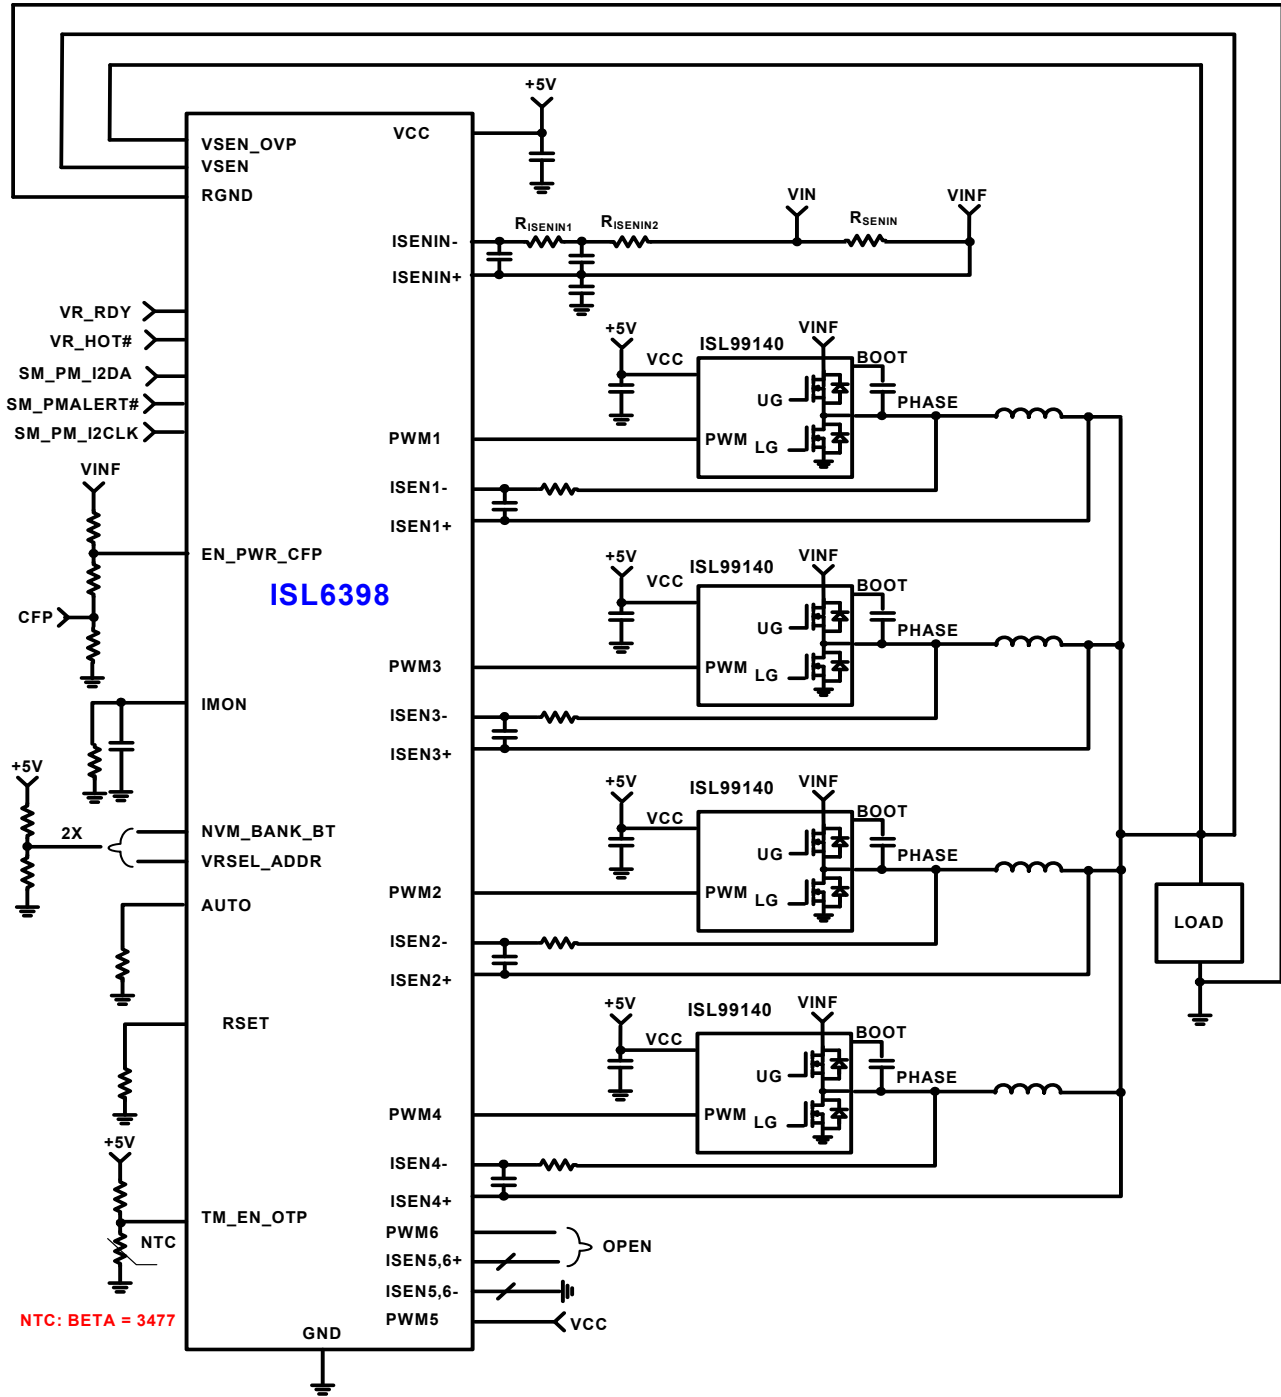 +5V
VSEN_OVP
VCC
VSEN
RGND
VIN
VINF
RISENIN1
RISENIN2
RSENIN
ISENIN-
ISENIN+
VR_RDY
VR_HOT#
SM_PM_I2DA
SM_PMALERT#
SM_PM_I2CLK
+5V
VCC
ISL99140
VINF
BOOT
UG
PHASE
PWM1
PWM
LG
ISEN1-
ISEN1+
VINF
EN_PWR_CFP
ISL6398
CFP
+5V
VCC
ISL99140
VINF
BOOT
UG
PHASE
PWM3
PWM
LG
IMON
ISEN3-
ISEN3+
+5V
2X
NVM_BANK_BT
VRSEL_ADDR
AUTO
+5V
VCC
ISL99140
VINF
BOOT
UG
PHASE
PWM2
PWM
LG
LOAD
ISEN2-
ISEN2+
RSET
+5V
VCC
ISL99140
VINF
BOOT
UG
PHASE
PWM4
PWM
LG
+5V
ISEN4-
ISEN4+
TM_EN_OTP
NTC
PWM6
ISEN5,6+
OPEN
ISEN5,6-
PWM5
VCC
NTC: BETA = 3477
GND